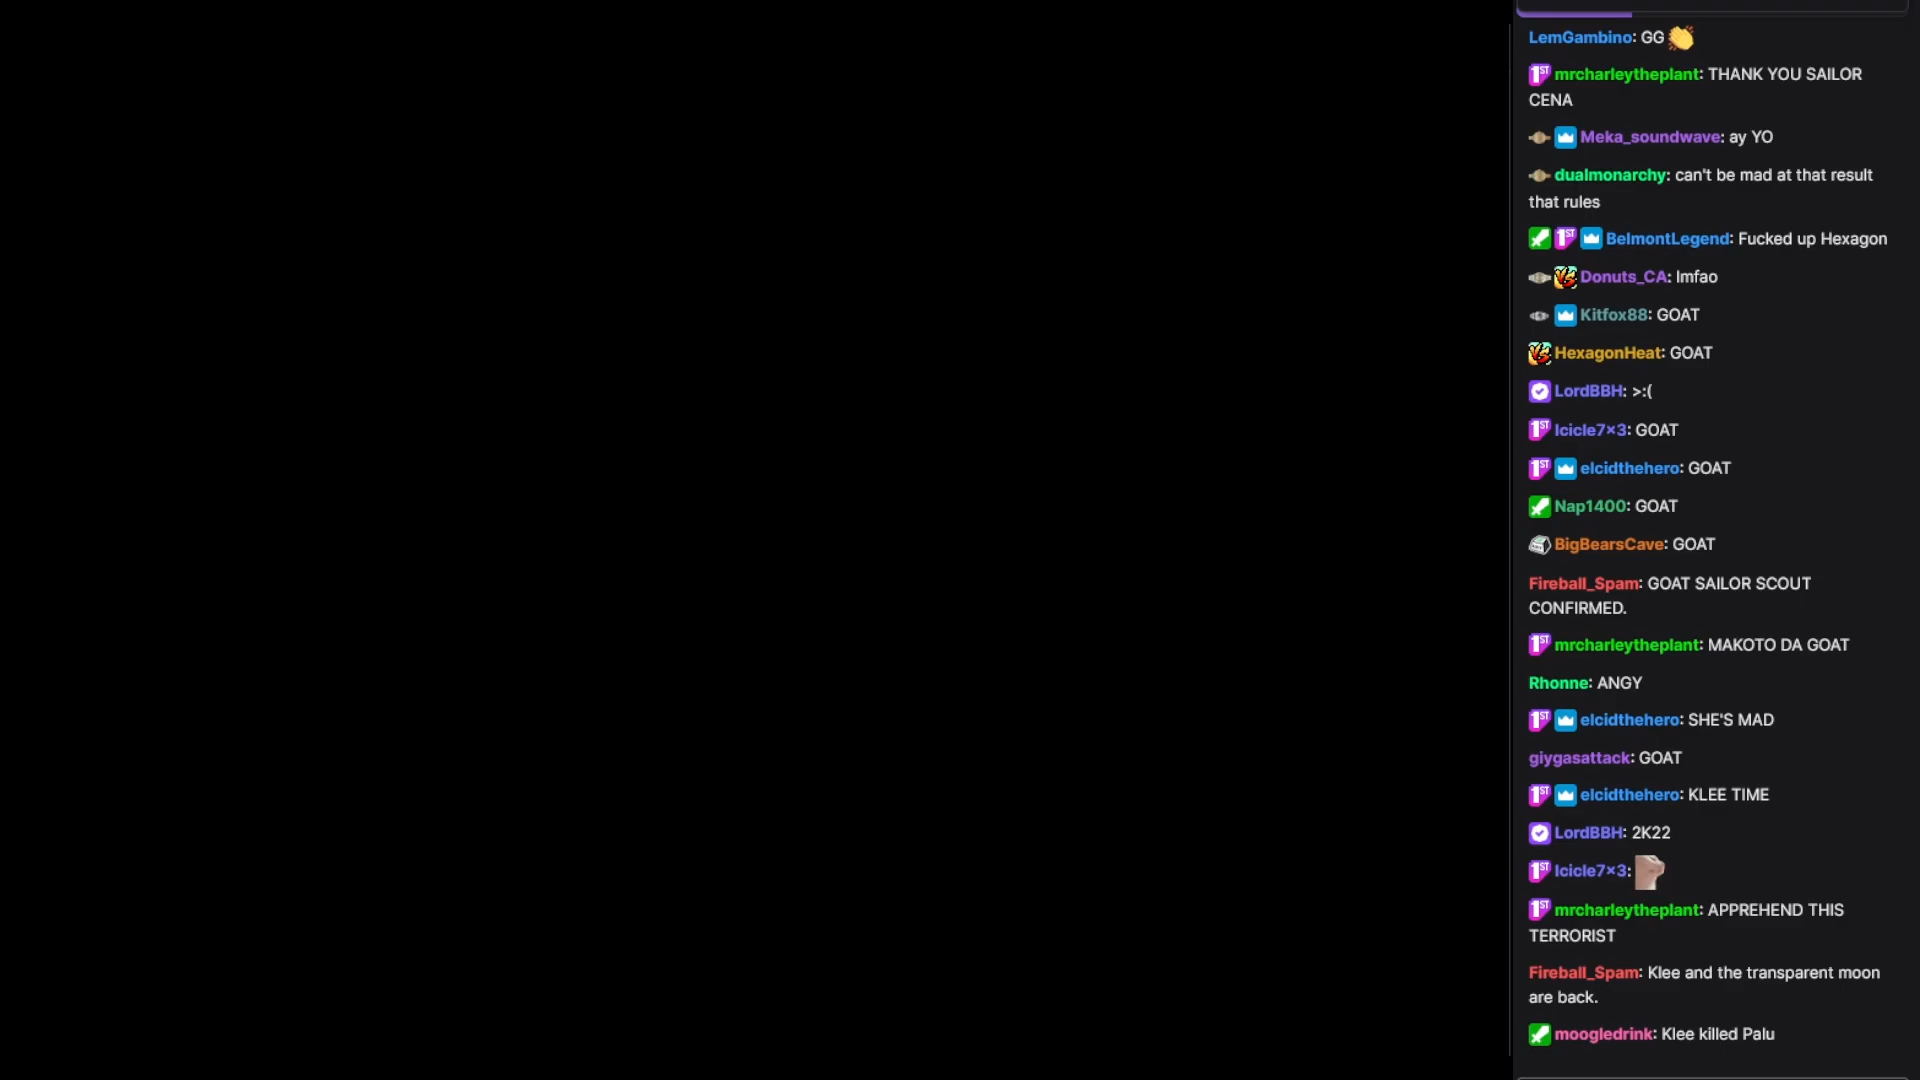 LemGambino: GG
mrcharleytheplant: THANK YOU SAILOR
CENA
Meka_soundwave: ay YO
dualmonarchy: can't be mad at that result
that rules
BelmontLegend: Fucked up Hexagon
Donuts_CA: lmfao
Kitfox88: GOAT
HexagonHeat: GOAT
LordBBH: >:(
Icicle7x3: GOAT
elcidthehero: GOAT
Nap1400: GOAT
BigBearsCave: GOAT
Fireball_Spam: GOAT SAILOR SCOUT
CONFIRMED.
mrcharleytheplant: MAKOTO DA GOAT
Rhonne: ANGY
elcidthehero: SHE'S MAD
giygasattack: GOAT
elcidthehero: KLEE TIME
LordBBH: 2K22
Icicle7x3:
mrcharleytheplant: APPREHEND THIS
TERRORIST
Fireball_Spam: Klee and the transparent moon
are back.
moogledrink: Klee killed Palu